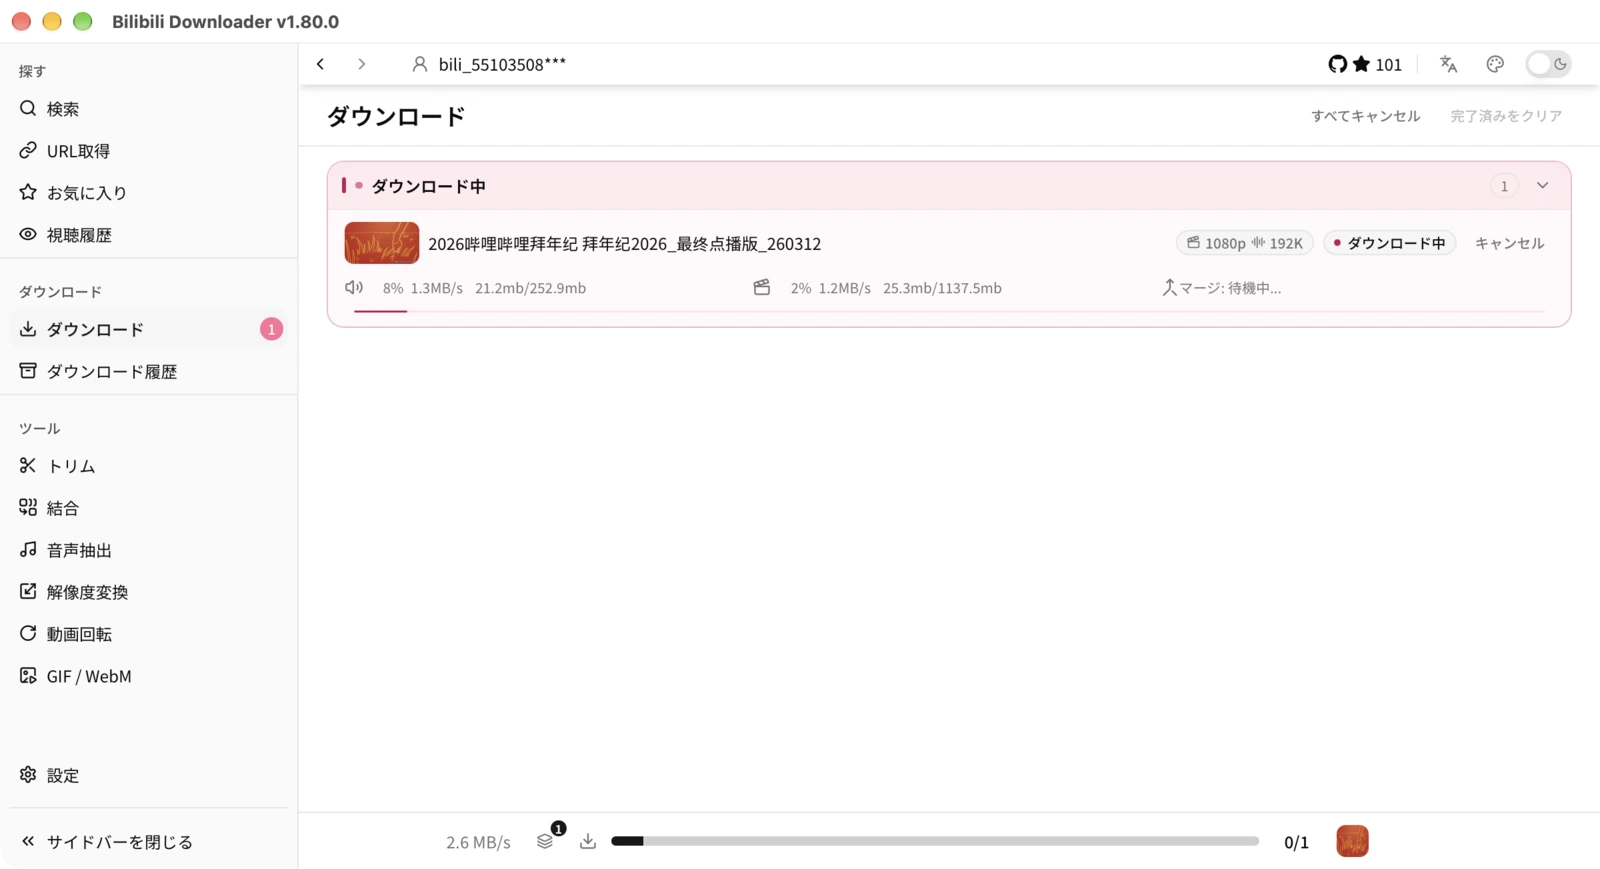 Bilibili Downloader v1.80.0
探す
検索
URL取得
お気に入り
視聴履歴
ダウンロード
ダウンロード 1
ダウンロード履歴
ツール
トリム
結合
音声抽出
解像度変換
動画回転
GIF / WebM
設定
サイドバーを閉じる
bili_55103508***
101
ダウンロード
すべてキャンセル 完了済みをクリア
ダウンロード中 1
2026哔哩哔哩拜年纪 拜年纪2026_最终点播版_260312 1080p 192K ダウンロード中 キャンセル
8% 1.3MB/s 21.2mb/252.9mb 2% 1.2MB/s 25.3mb/1137.5mb マージ: 待機中...
2.6 MB/s 1 0/1